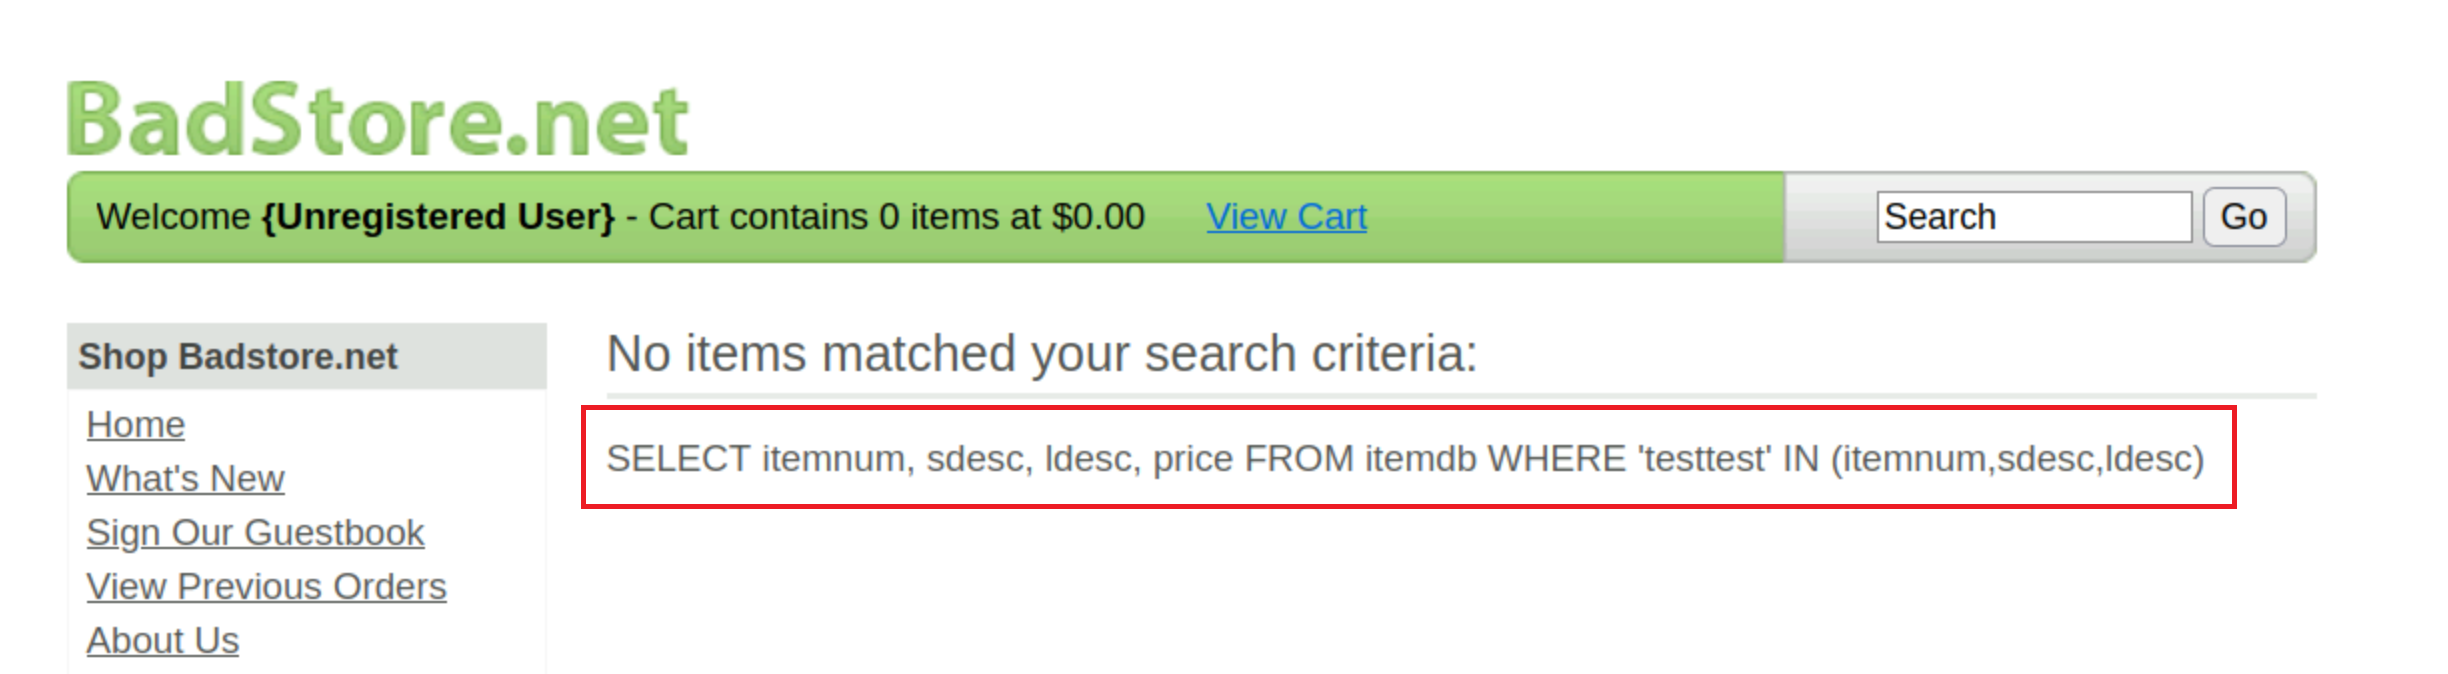 BadStore.net
Welcome {Unregistered User} - Cart contains 0 items at $0.00 View Cart Search Go
Shop Badstore.net
Home
What's New
Sign Our Guestbook
View Previous Orders
About Us
No items matched your search criteria:
SELECT itemnum, sdesc, ldesc, price FROM itemdb WHERE 'testtest' IN (itemnum,sdesc,ldesc)